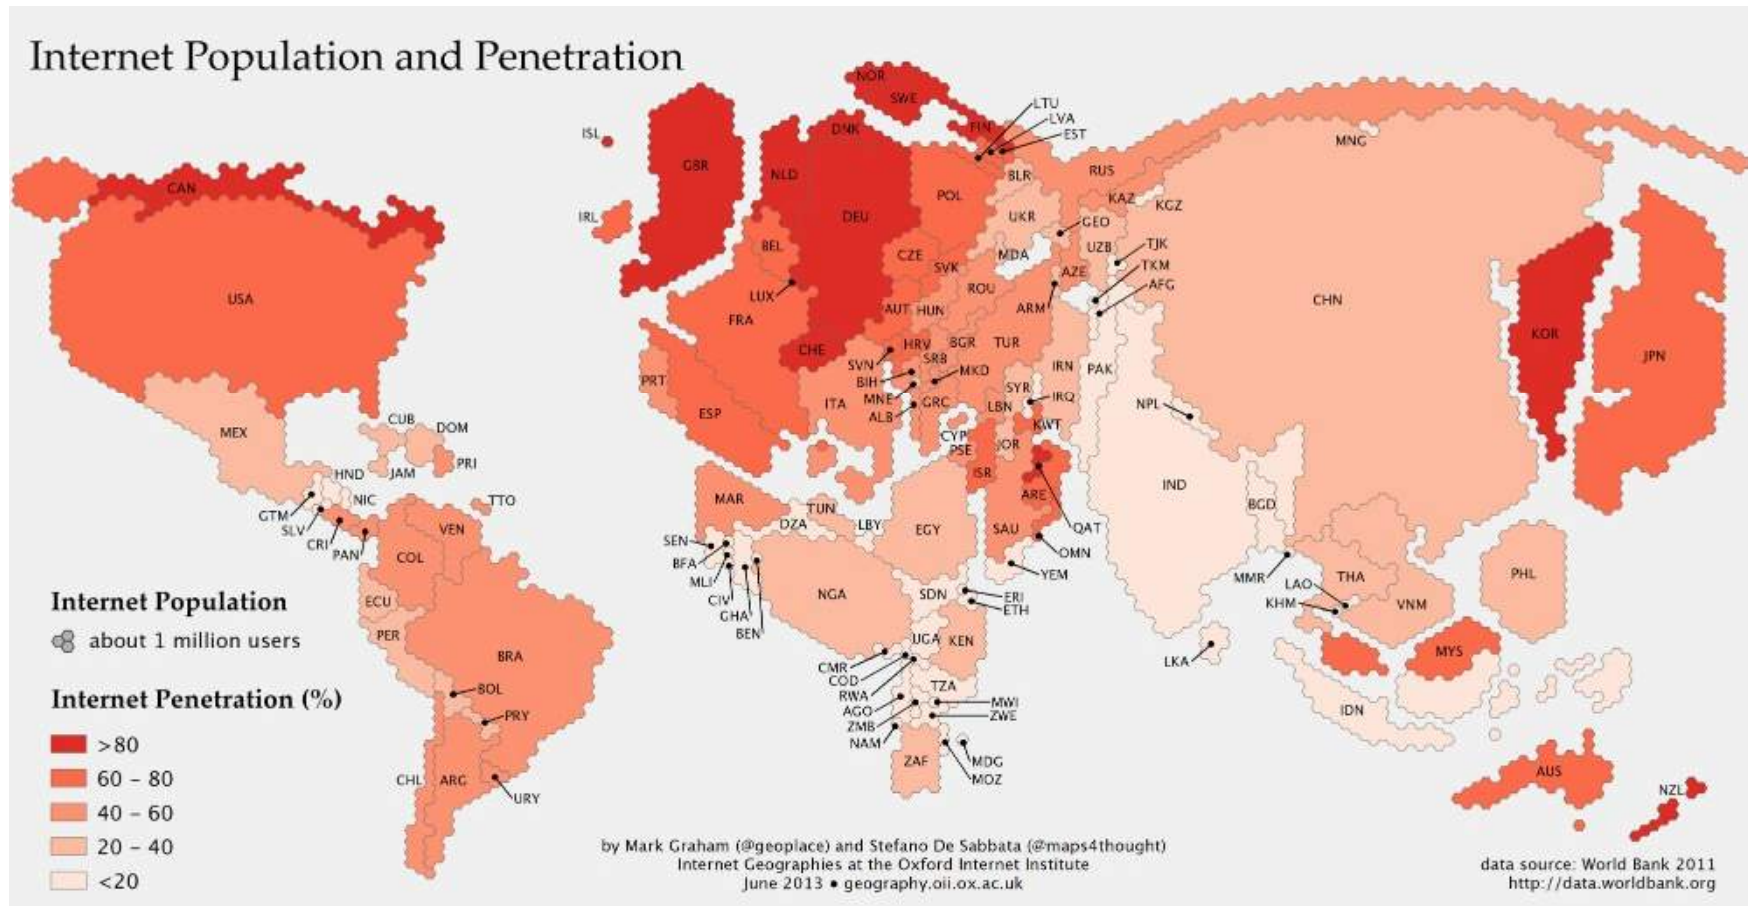 Internet Population and Penetration
NOR
SWE
LTU
LVA
EST
ISL
DNK
FIN
MNG
GBR
NLD
RUS
CAN
BLR
POL
KAZ
KGZ
IRL
DEU
UKR
GEO
BEL
CZE
MDA
UZB
TJK
SVK
AZE
TKM
USA
LUX
ROU
AFG
CHN
FRA
AUT
HUN
ARM
KOR
CHE
HRV
BGR
TUR
JPN
SVN
SRB
IRN
PAK
PRT
BIH
MKD
SYR
MNE
IRQ
ITA
GRC
LBN
NPL
ESP
ALB
CUB
DOM
MEX
CYP
KWT
PSE
JOR
HND
JAM
PRI
ISR
IND
NIC
TTO
MAR
ARE
GTM
TUN
BGD
SLV
VEN
DZA
LBY
EGY
SAU
QAT
CRI
SEN
OMN
PAN
COL
BFA
YEM
MMR
THA
PHL
MLI
LAO
Internet Population
ECU
CIV
NGA
SDN
ERI
KHM
VNM
GHA
ETH
about 1 million users
PER
BEN
UGA
KEN
BRA
CMR
LKA
MYS
COD
BOL
RWA
TZA
Internet Penetration (%)
AGO
MWI
IDN
PRY
ZMB
ZWE
>80
NAM
ZAF
MDG
60 – 80
CHL
ARG
MOZ
AUS
URY
NZL
40 – 60
20 – 40
<20
by Mark Graham (@geoplace) and Stefano De Sabbata (@maps4thought)
Internet Geographies at the Oxford Internet Institute
June 2013 • geography.oii.ox.ac.uk
data source: World Bank 2011
http://data.worldbank.org